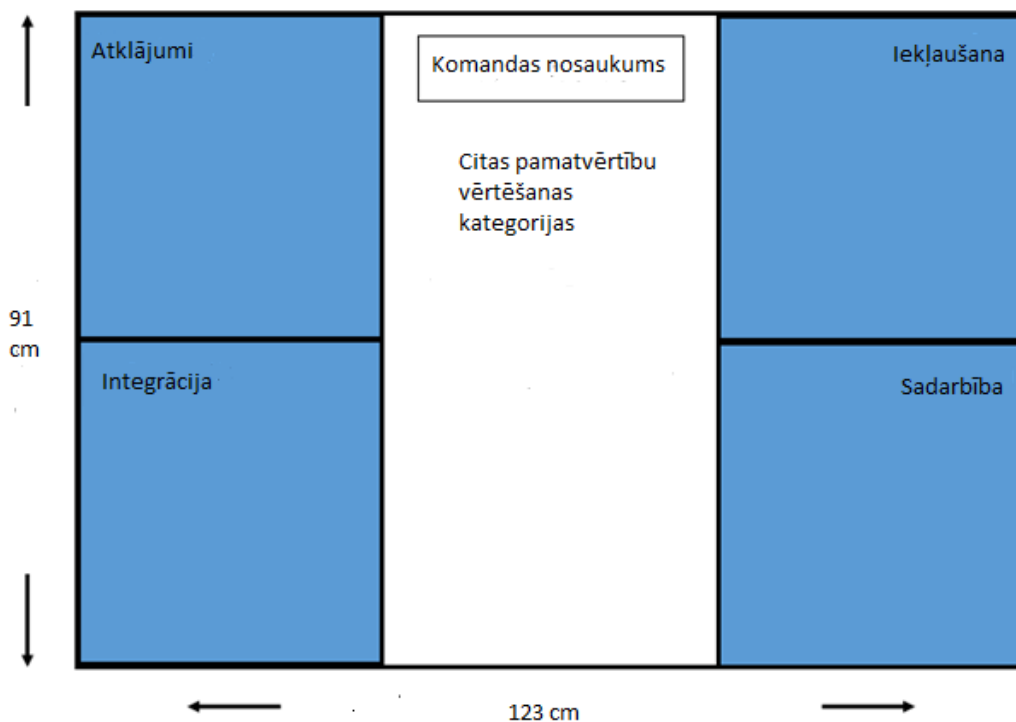 Atklājumi
Komandas nosaukums
Iekļaušana
Citas pamatvērtību
vērtēšanas
kategorijas
91
cm
Integrācija
Sadarbība
123 cm